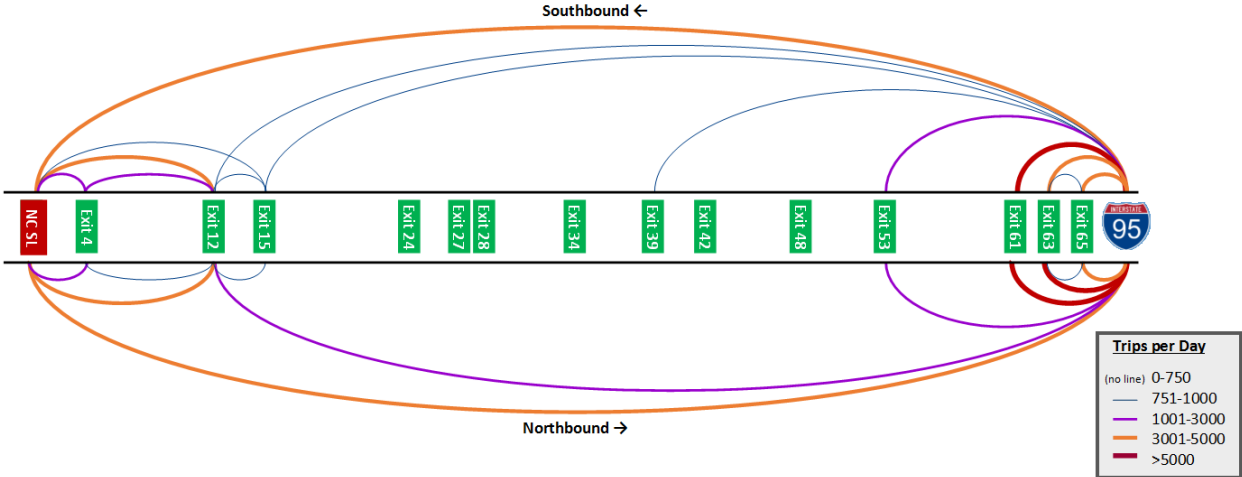 Southbound ←
NC SL
Exit 4
Exit 12
Exit 15
Exit 24
Exit 27
Exit 28
Exit 34
Exit 39
Exit 42
Exit 48
Exit 53
Exit 61
Exit 63
Exit 65
INTERSTATE
95
Northbound →
Trips per Day
(no line) 0-750
751-1000
1001-3000
3001-5000
>5000